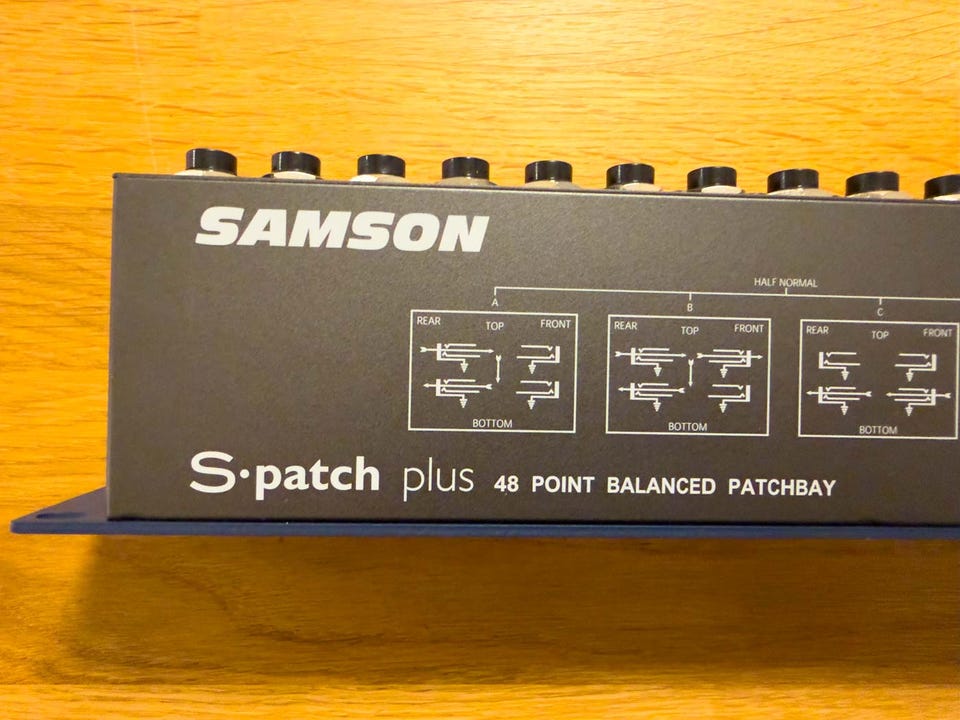 SAMSON
HALF NORMAL
A
B
C
REAR TOP FRONT
BOTTOM
REAR TOP FRONT
BOTTOM
REAR TOP FRONT
BOTTOM
S·patch plus 48 POINT BALANCED PATCHBAY